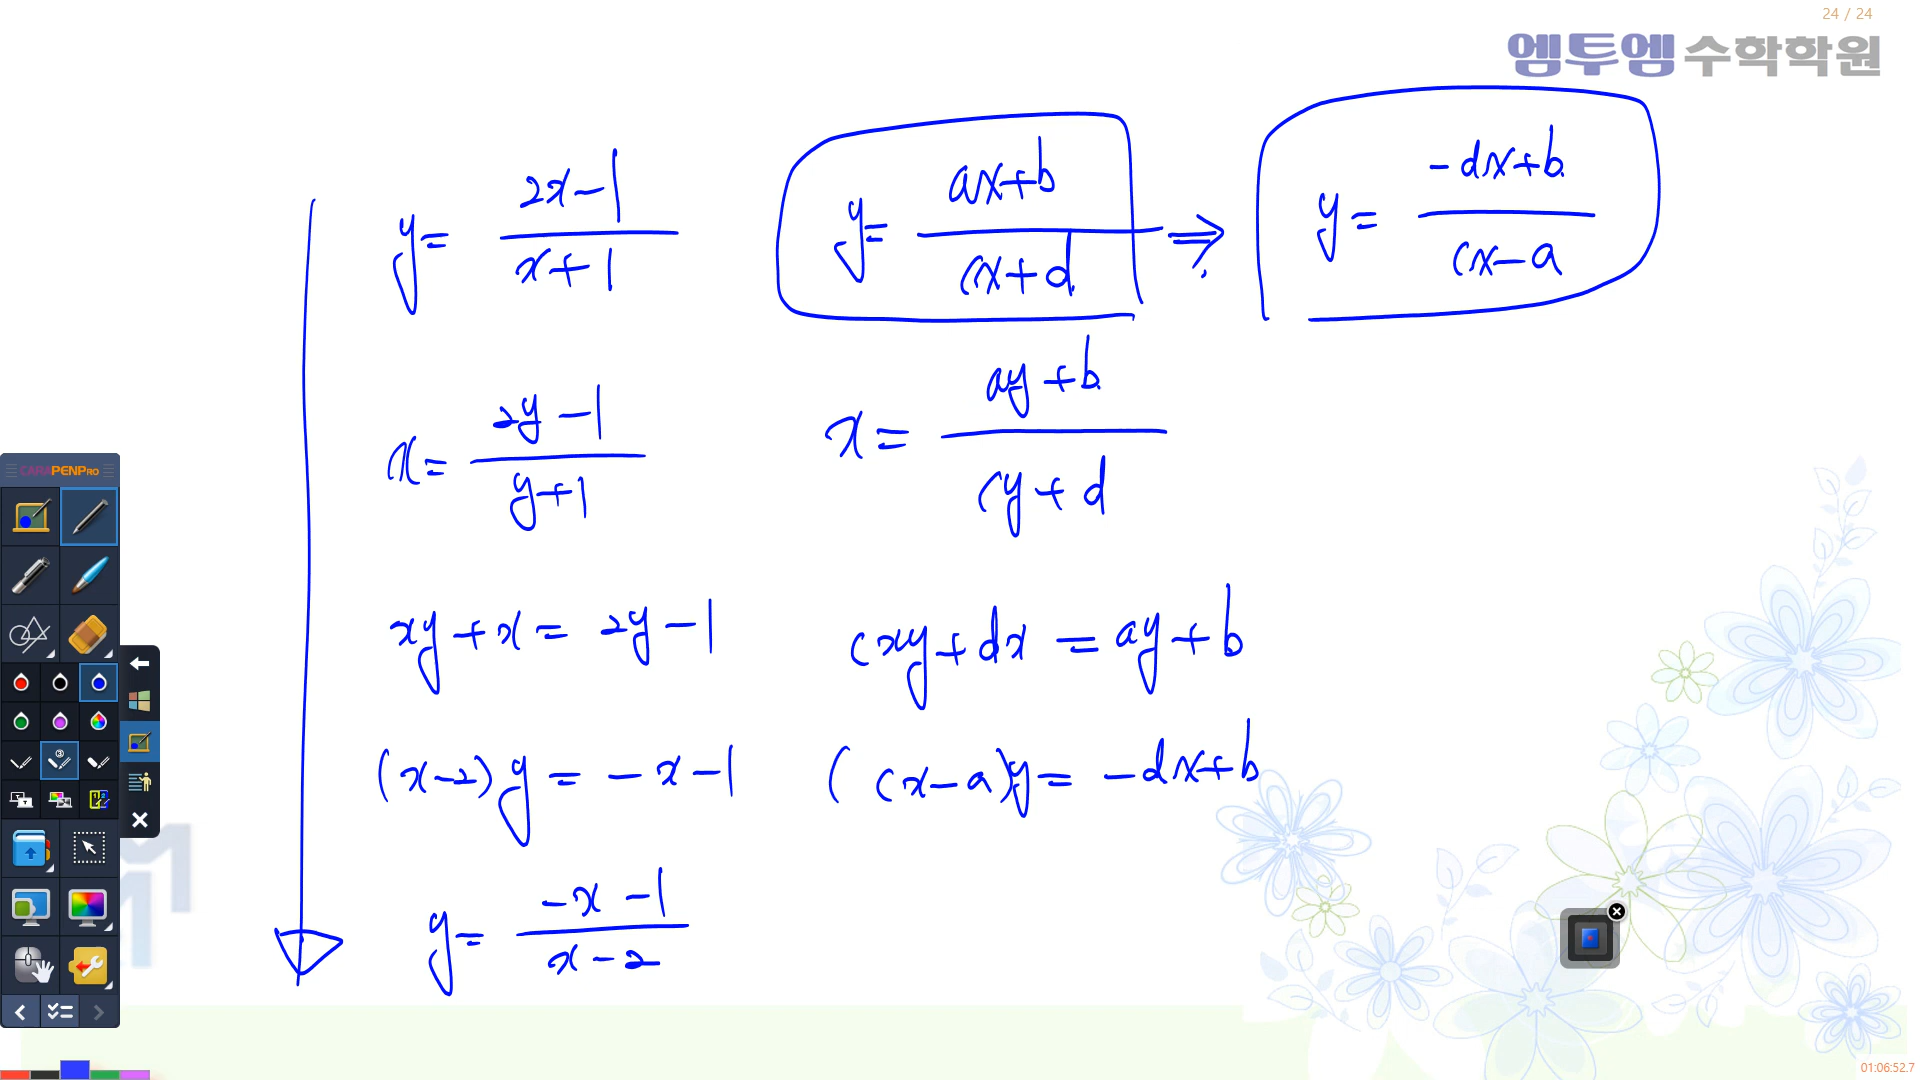 24 / 24
엠투엠 수학학원
y = (2x-1)/(x+1)
y = (ax+b)/(cx+d) ⇒ y = (-dx+b)/(cx-a)
x = (2y-1)/(y+1)
x = (ay+b)/(cy+d)
xy+x = 2y-1
cxy+dx = ay+b
(x-2)y = -x-1
(cx-a)y = -dx+b
y = (-x-1)/(x-2)
CARAPENPRO
01:06:52.7